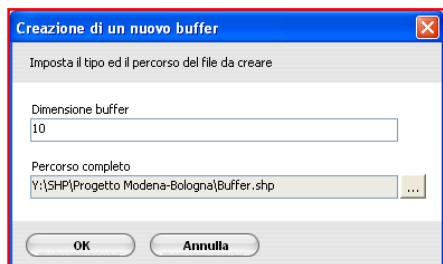 Creazione di un nuovo buffer
Imposta il tipo ed il percorso del file da creare
Dimensione buffer
10
Percorso completo
Y:\SHP\Progetto Modena-Bologna\Buffer.shp
...
OK Annulla